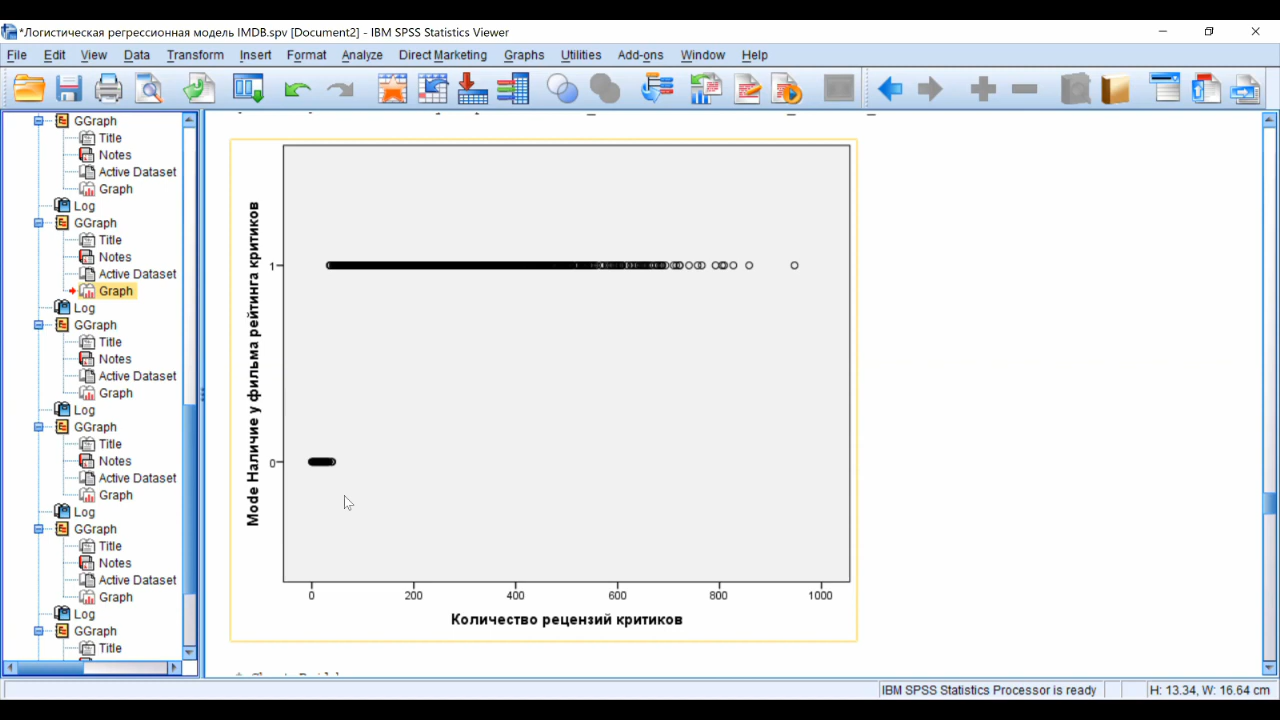 *Логистическая регрессионная модель IMDB.spv [Document2] - IBM SPSS Statistics Viewer
File Edit View Data Transform Insert Format Analyze Direct Marketing Graphs Utilities Add-ons Window Help
GGraph
Title
Notes
Active Dataset
Graph
Log
GGraph
Title
Notes
Active Dataset
Graph
Log
GGraph
Title
Notes
Active Dataset
Graph
Log
GGraph
Title
Notes
Active Dataset
Graph
Log
GGraph
Title
Notes
Active Dataset
Graph
Log
GGraph
Title
Mode Наличие у фильма рейтинга критиков
1
0
0 200 400 600 800 1000
Количество рецензий критиков
IBM SPSS Statistics Processor is ready
H: 13.34, W: 16.64 cm